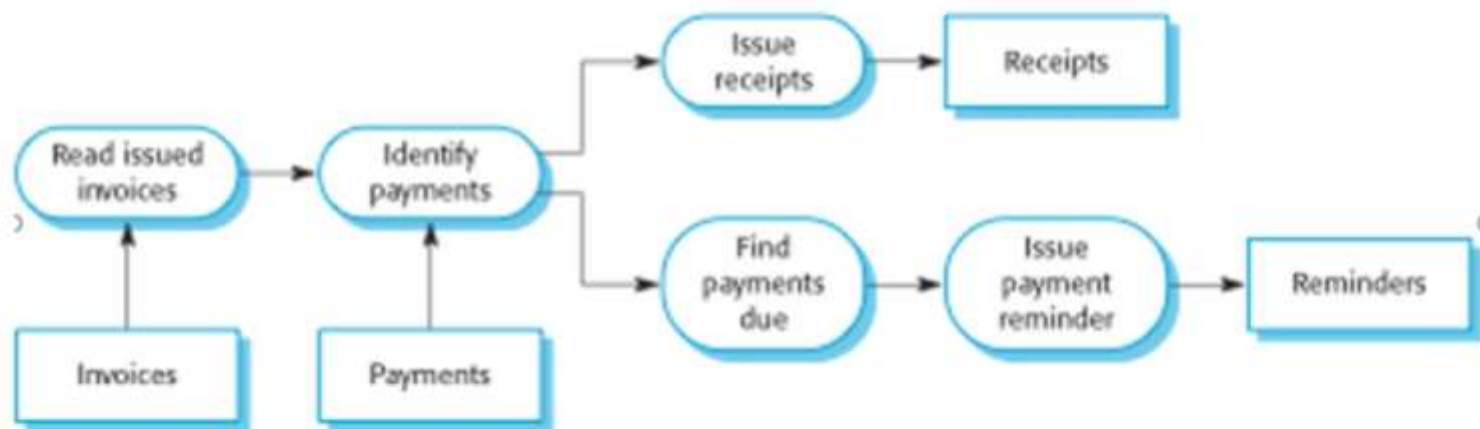 Issue
receipts
Receipts
Read issued
invoices
Identify
payments
Find
payments
due
Issue
payment
reminder
Reminders
Invoices
Payments